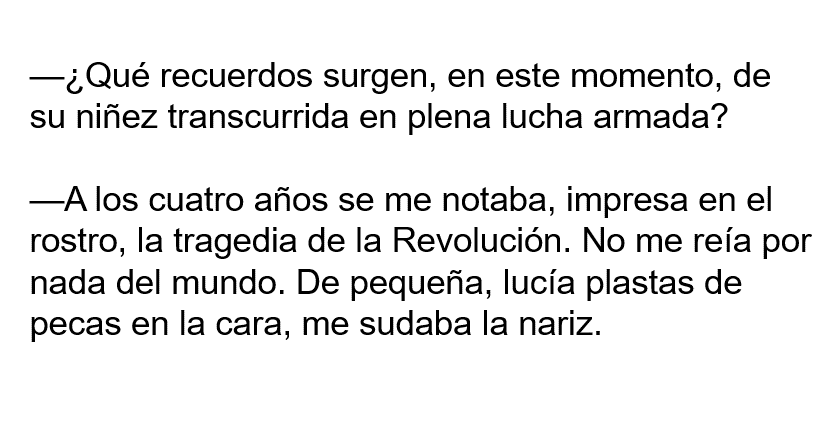 —¿Qué recuerdos surgen, en este momento, de
su niñez transcurrida en plena lucha armada?
—A los cuatro años se me notaba, impresa en el
rostro, la tragedia de la Revolución. No me reía por
nada del mundo. De pequeña, lucía plastas de
pecas en la cara, me sudaba la nariz.